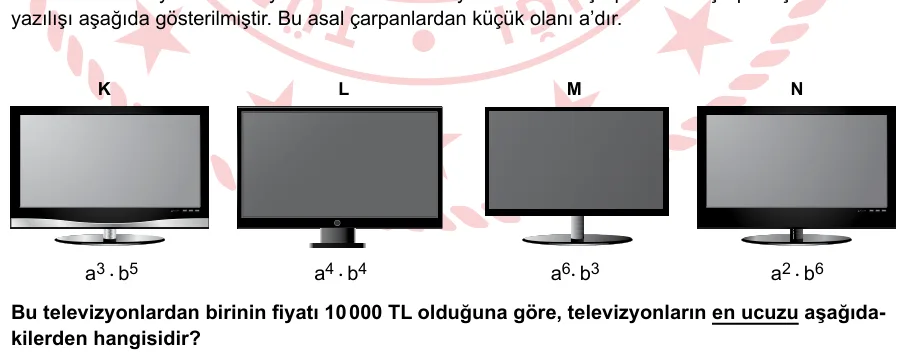 yazılışı aşağıda gösterilmiştir. Bu asal çarpanlardan küçük olanı a’dır.
K L M N
a³ · b⁵ a⁴ · b⁴ a⁶ · b³ a² · b⁶
Bu televizyonlardan birinin fiyatı 10 000 TL olduğuna göre, televizyonların en ucuzu aşağıda-
kilerden hangisidir?